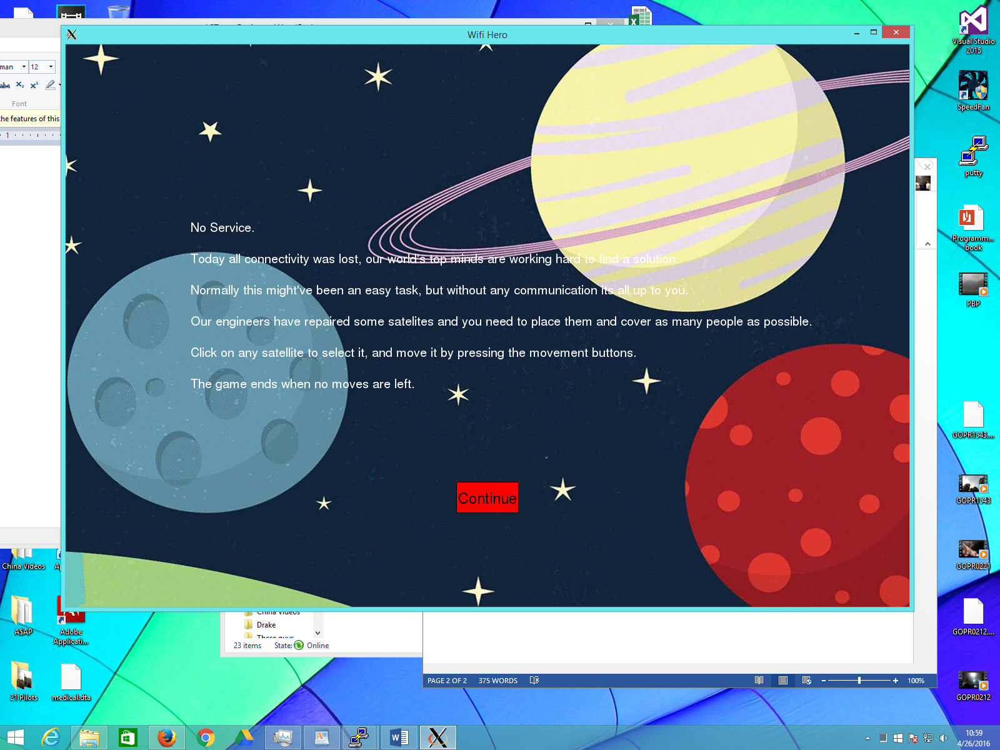 Wifi Hero
man
12
abc X₂ X²
Font
the features of this
1
No Service.
Today all connectivity was lost, our world's top minds are working hard to find a solution.
Normally this might've been an easy task, but without any communication its all up to you.
Our engineers have repaired some satelites and you need to place them and cover as many people as possible.
Click on any satellite to select it, and move it by pressing the movement buttons.
The game ends when no moves are left.
Continue
Visual Studio
2015
SpeedFan
putty
Programm...
book
PBP
GOPR1543....
GOPR1543
GOPR0221
GOPR0212....
GOPR0212
China Videos
ASAP
Adobe
Applicati...
21 Pilots
medical.dta
China Videos
Drake
These guys
23 items State: Online
PAGE 2 OF 2 375 WORDS
100%
10:59
4/26/2016